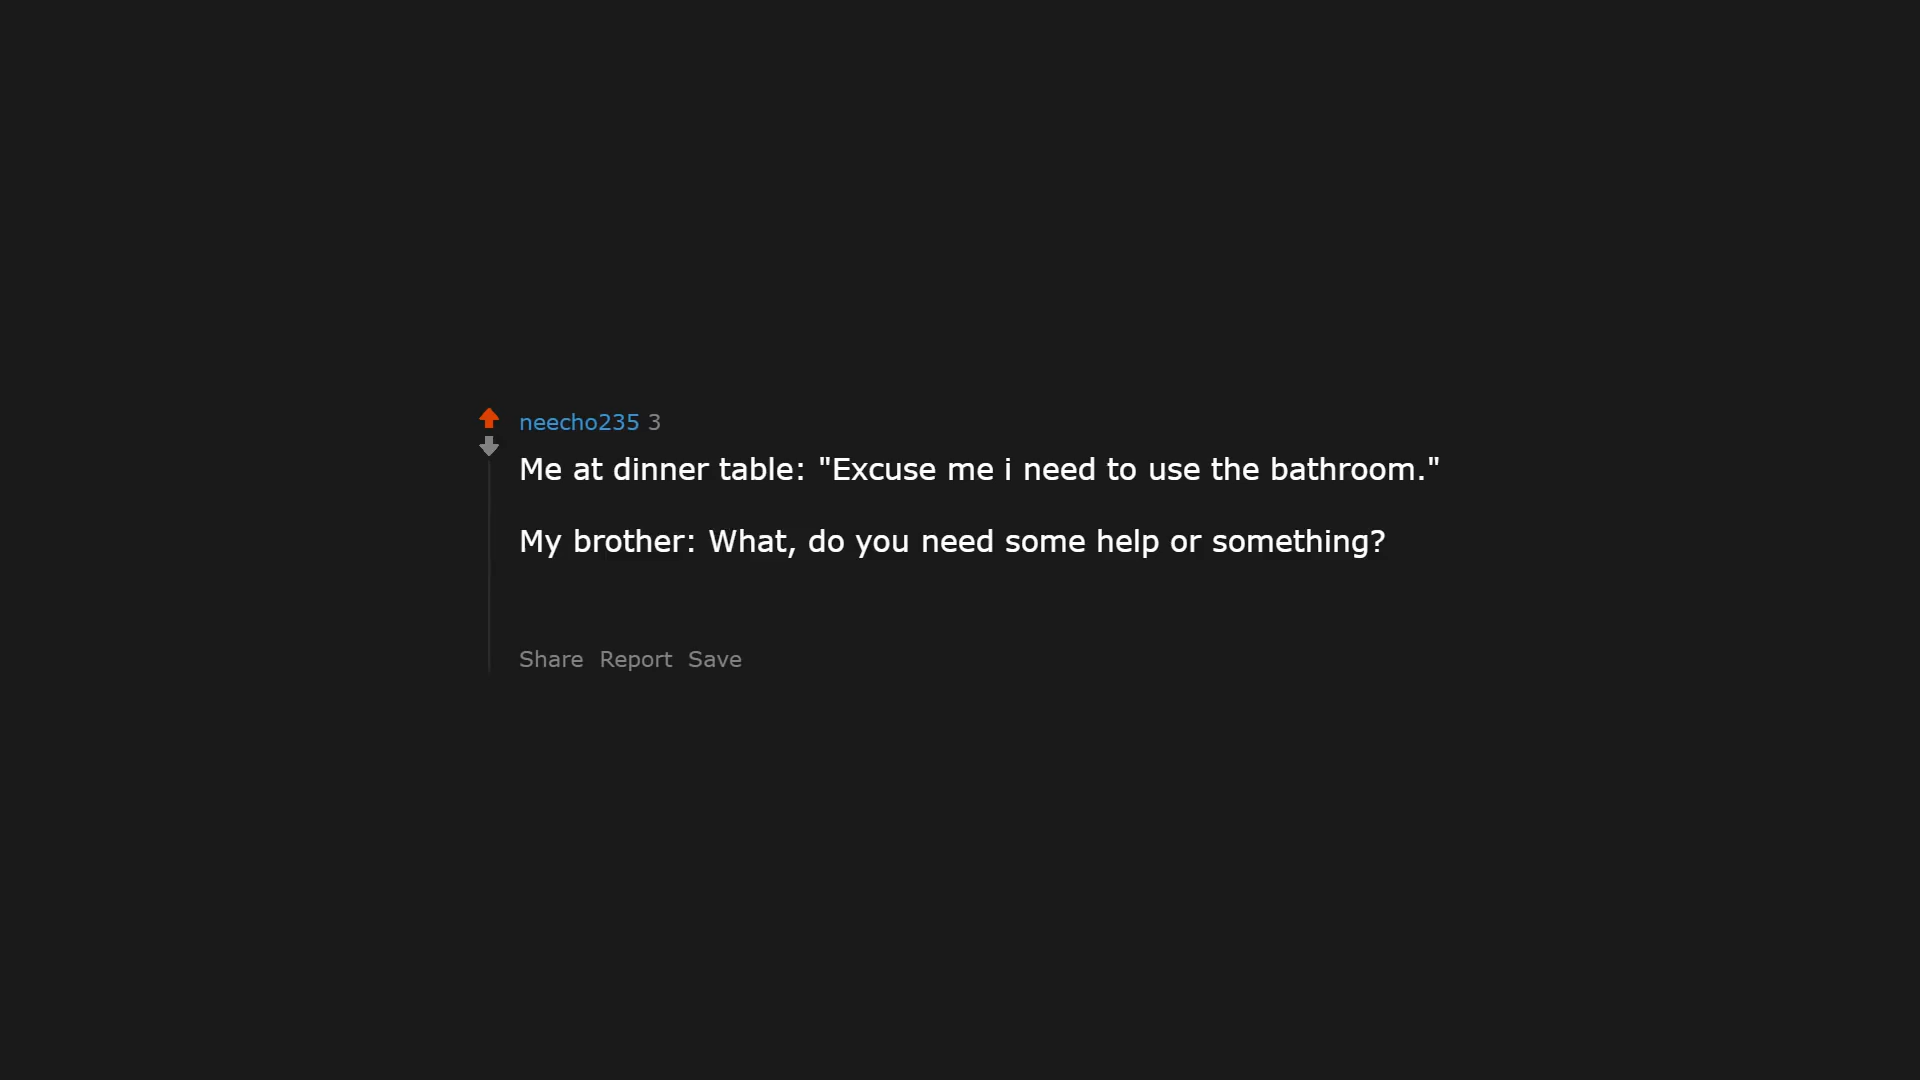 neecho235 3
Me at dinner table: "Excuse me i need to use the bathroom."
My brother: What, do you need some help or something?
Share Report Save